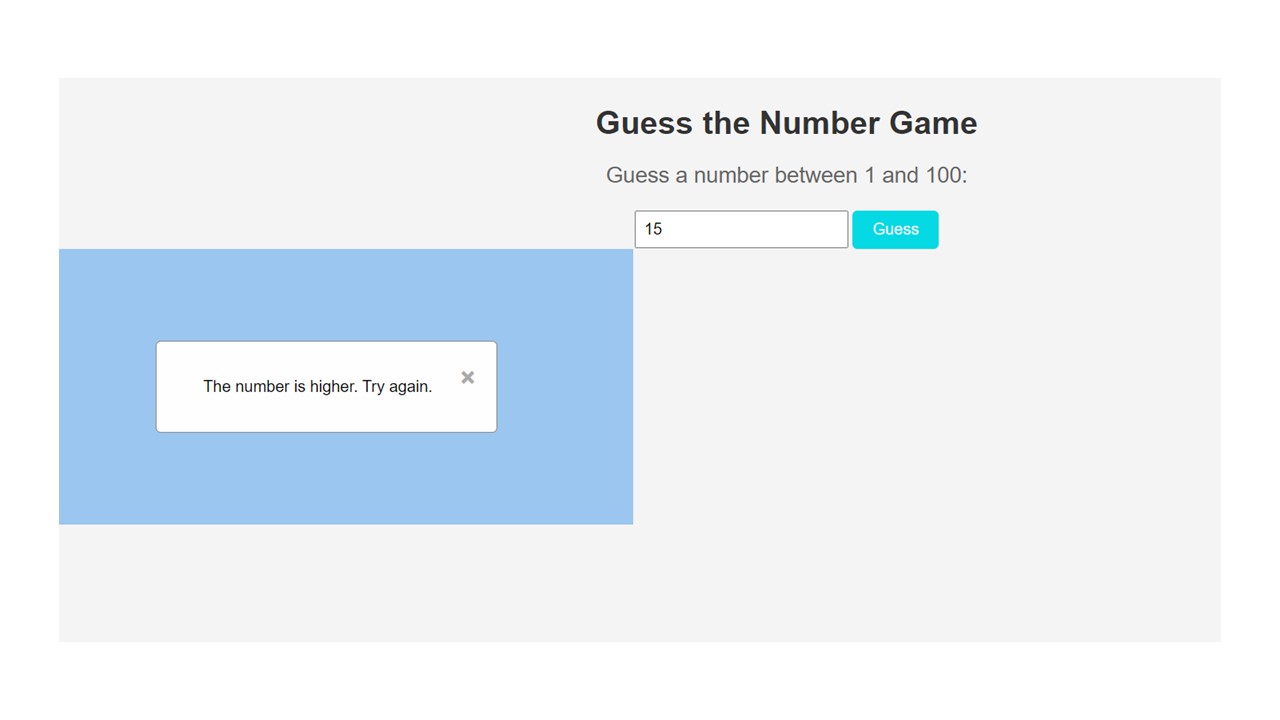 Guess the Number Game
Guess a number between 1 and 100:
15
Guess
The number is higher. Try again.
×